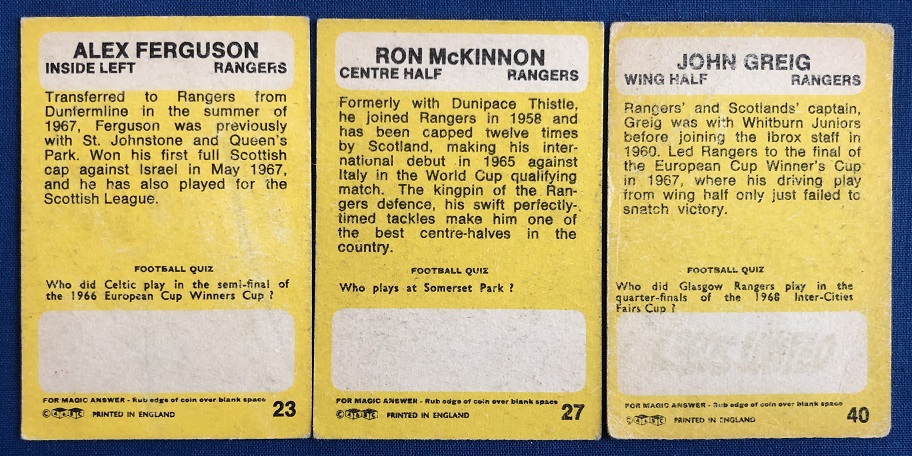 ALEX FERGUSON
INSIDE LEFT RANGERS
Transferred to Rangers from
Dunfermline in the summer of
1967, Ferguson was previously
with St. Johnstone and Queen's
Park. Won his first full Scottish
cap against Israel in May 1967,
and he has also played for the
Scottish League.
FOOTBALL QUIZ
Who did Celtic play in the semi-final of
the 1966 European Cup Winners Cup ?
FOR MAGIC ANSWER - Rub edge of coin over blank space
© A&BC PRINTED IN ENGLAND 23
RON McKINNON
CENTRE HALF RANGERS
Formerly with Dunipace Thistle,
he joined Rangers in 1958 and
has been capped twelve times
by Scotland, making his inter-
national debut in 1965 against
Italy in the World Cup qualifying
match. The kingpin of the Ran-
gers defence, his swift perfectly-
timed tackles make him one of
the best centre-halves in the
country.
FOOTBALL QUIZ
Who plays at Somerset Park ?
FOR MAGIC ANSWER - Rub edge of coin over blank space
© A&BC PRINTED IN ENGLAND 27
JOHN GREIG
WING HALF RANGERS
Rangers' and Scotlands' captain,
Greig was with Whitburn Juniors
before joining the Ibrox staff in
1960. Led Rangers to the final of
the European Cup Winner's Cup
in 1967, where his driving play
from wing half only just failed to
snatch victory.
FOOTBALL QUIZ
Who did Glasgow Rangers play in the
quarter-finals of the 1968 Inter-Cities
Fairs Cup ?
FOR MAGIC ANSWER - Rub edge of coin over blank space
© A&BC PRINTED IN ENGLAND 40